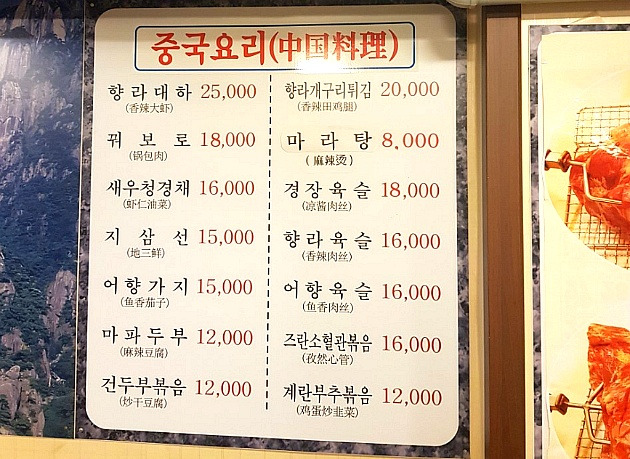 중국요리(中国料理)
향라대하 25,000
(香辣大虾)
꿔보로 18,000
(锅包肉)
새우청경채 16,000
(虾仁油菜)
지삼선 15,000
(地三鲜)
어향가지 15,000
(鱼香茄子)
마파두부 12,000
(麻辣豆腐)
건두부볶음 12,000
(炒干豆腐)
향라개구리튀김 20,000
(香辣田鸡腿)
마라탕 8,000
(麻辣烫)
경장육슬 18,000
(凉酱肉丝)
향라육슬 16,000
(香辣肉丝)
어향육슬 16,000
(鱼香肉丝)
즈란소혈관볶음 16,000
(孜然心管)
계란부추볶음 12,000
(鸡蛋炒韭菜)